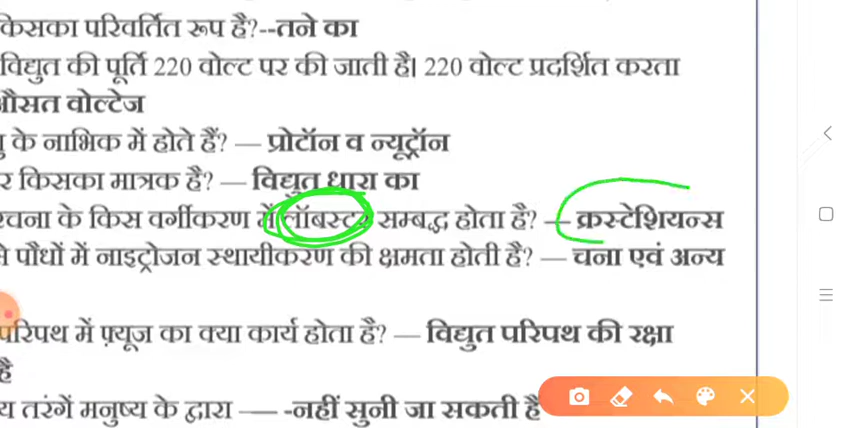 किसका परिवर्तित रूप है?--तने का
विद्युत की पूर्ति 220 वोल्ट पर की जाती है। 220 वोल्ट प्रदर्शित करता
औसत वोल्टेज
के नाभिक में होते हैं? — प्रोटॉन व न्यूट्रॉन
र किसका मात्रक है? — विद्युत धारा का
रचना के किस वर्गीकरण में लॉबस्टर सम्बद्ध होता है? — क्रस्टेशियन्स
से पौधों में नाइट्रोजन स्थायीकरण की क्षमता होती है? — चना एवं अन्य
परिपथ में फ़्यूज का क्या कार्य होता है? — विद्युत परिपथ की रक्षा
है
य तरंगें मनुष्य के द्वारा —– -नहीं सुनी जा सकती है